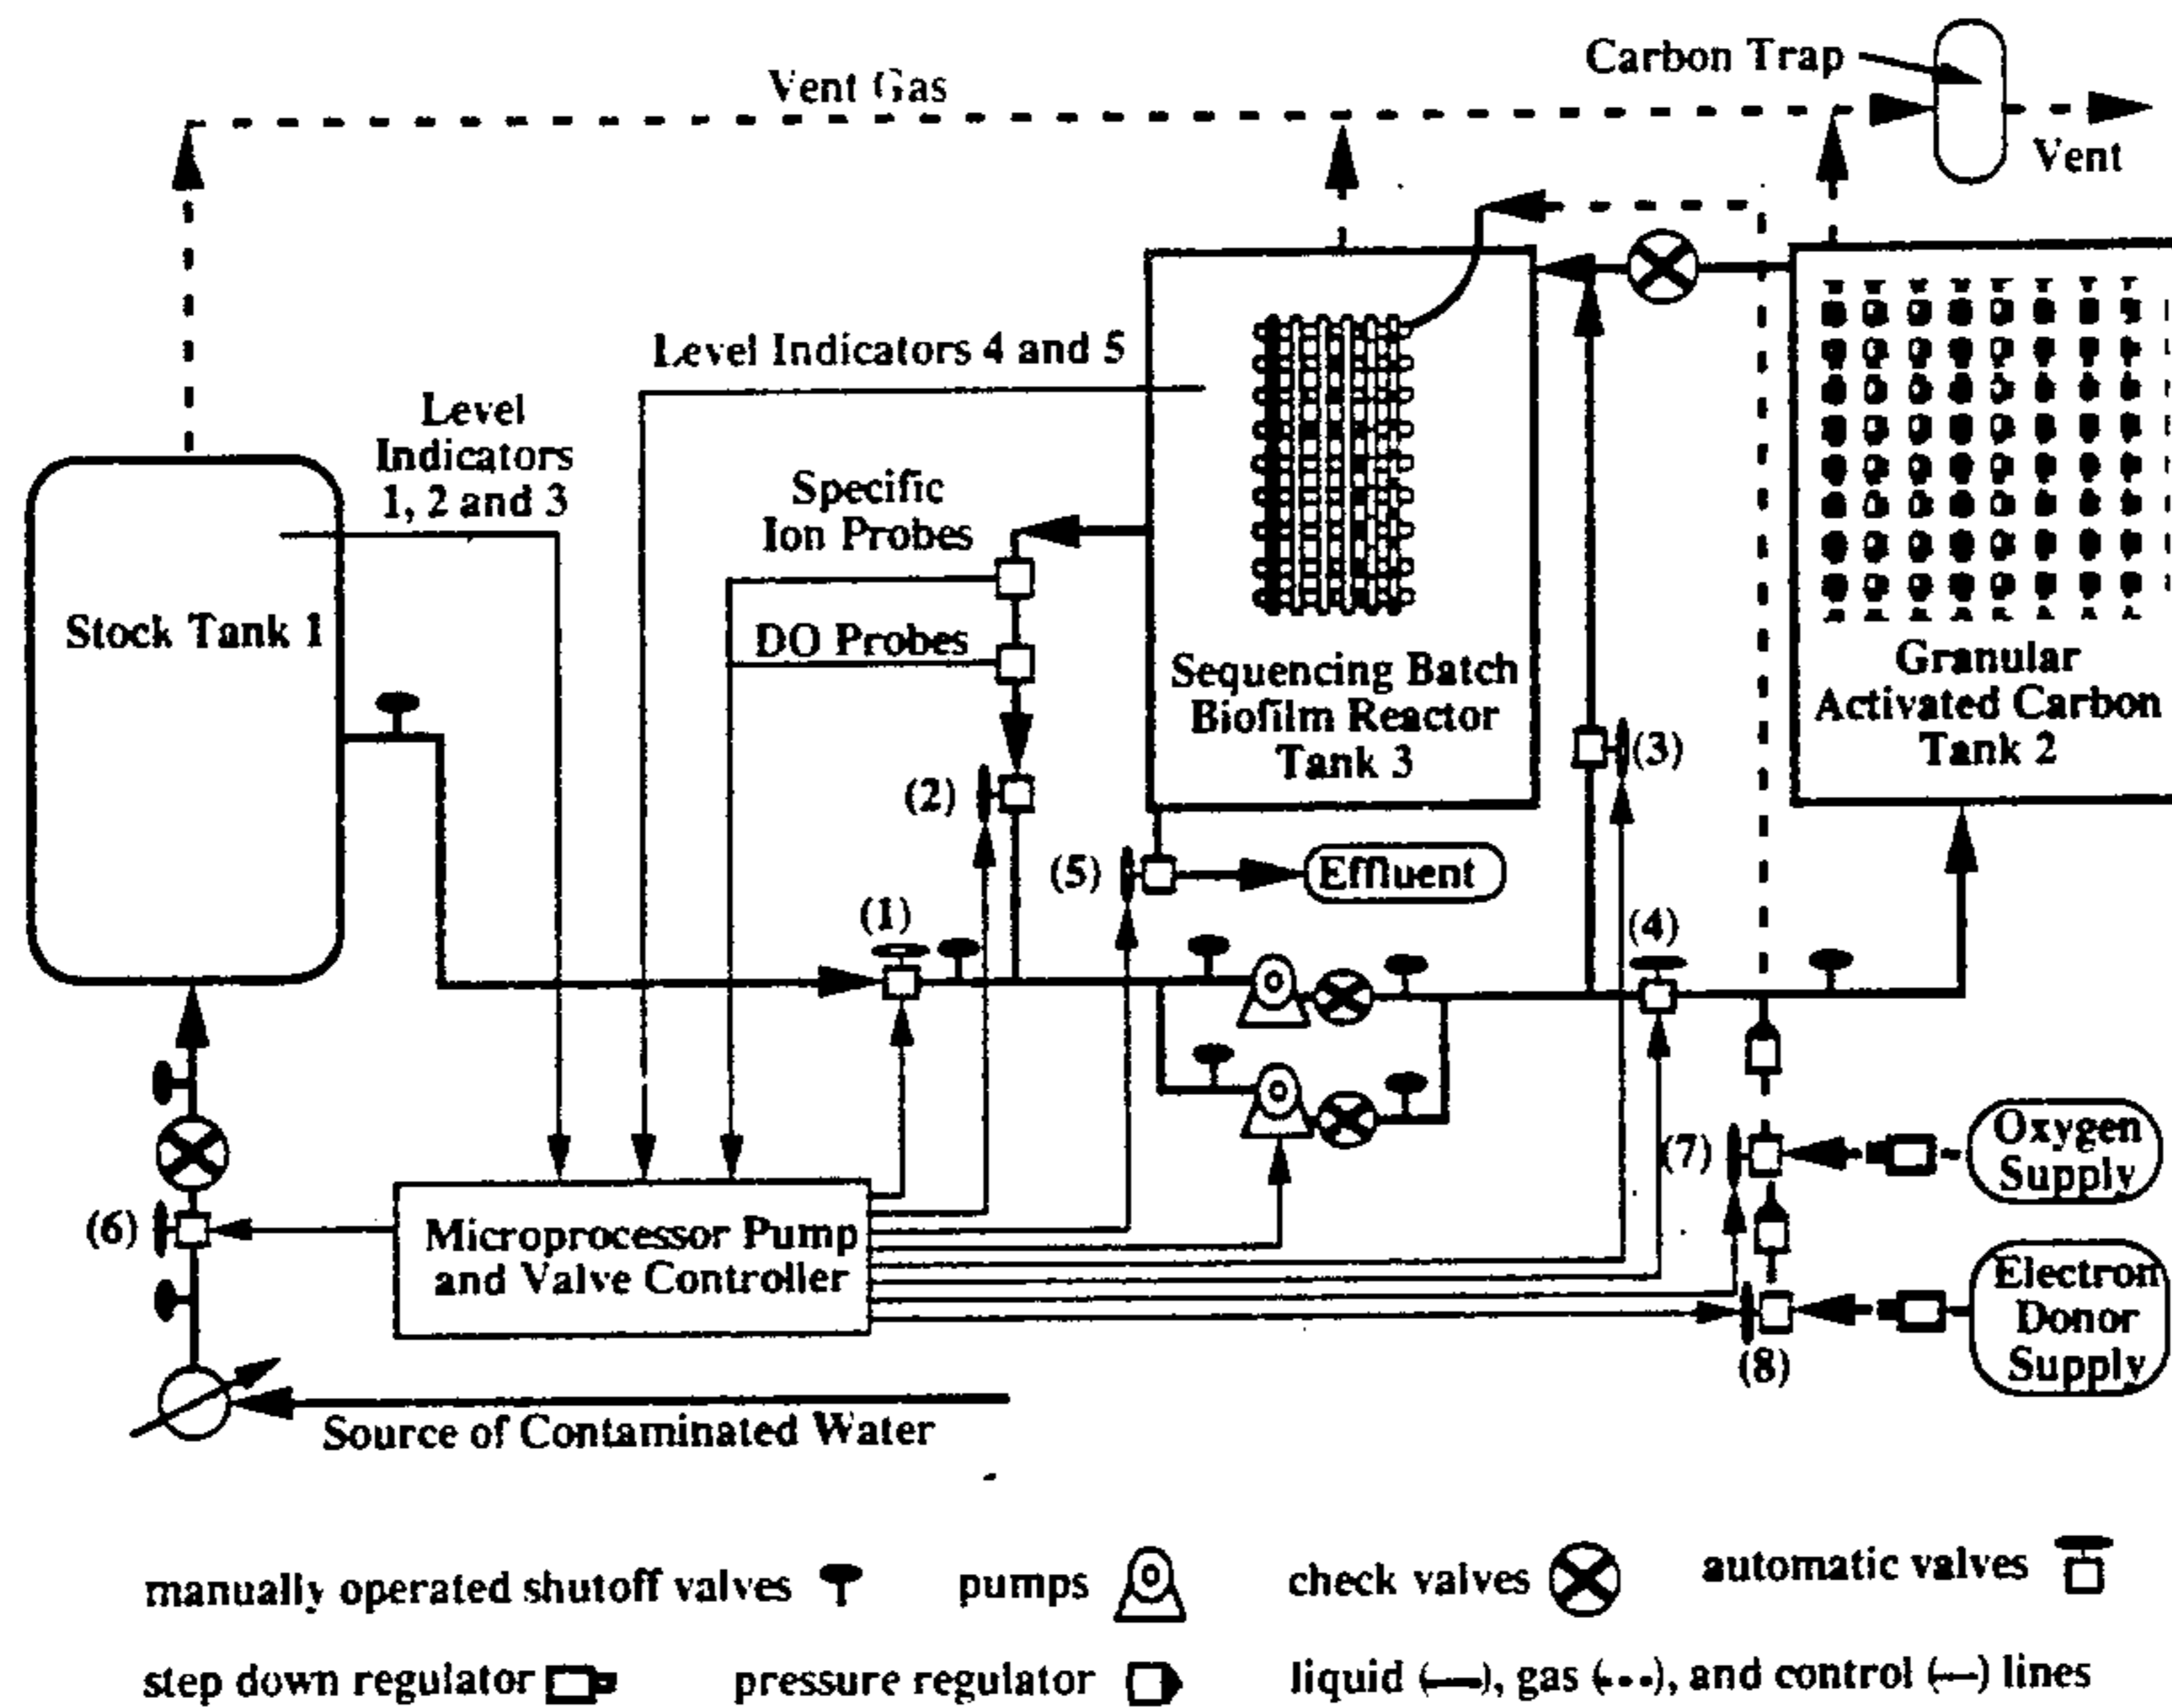 Carbon Trap
Vent Gas
Vent
Level Indicators 4 and 5
Level
Indicators
1, 2 and 3
Specific
Ion Probes
Stock Tank 1
DO Probes
Sequencing Batch
Biofilm Reactor
Tank 3
Granular
Activated Carbon
Tank 2
(3)
(2)
(5)
Effluent
(1)
(4)
Oxygen
Supply
(7)
(6)
Microprocessor Pump
and Valve Controller
Electron
Donor
Supply
(8)
Source of Contaminated Water
manually operated shutoff valves
pumps
check valves
automatic valves
step down regulator
pressure regulator
liquid (—), gas (---), and control (—) lines